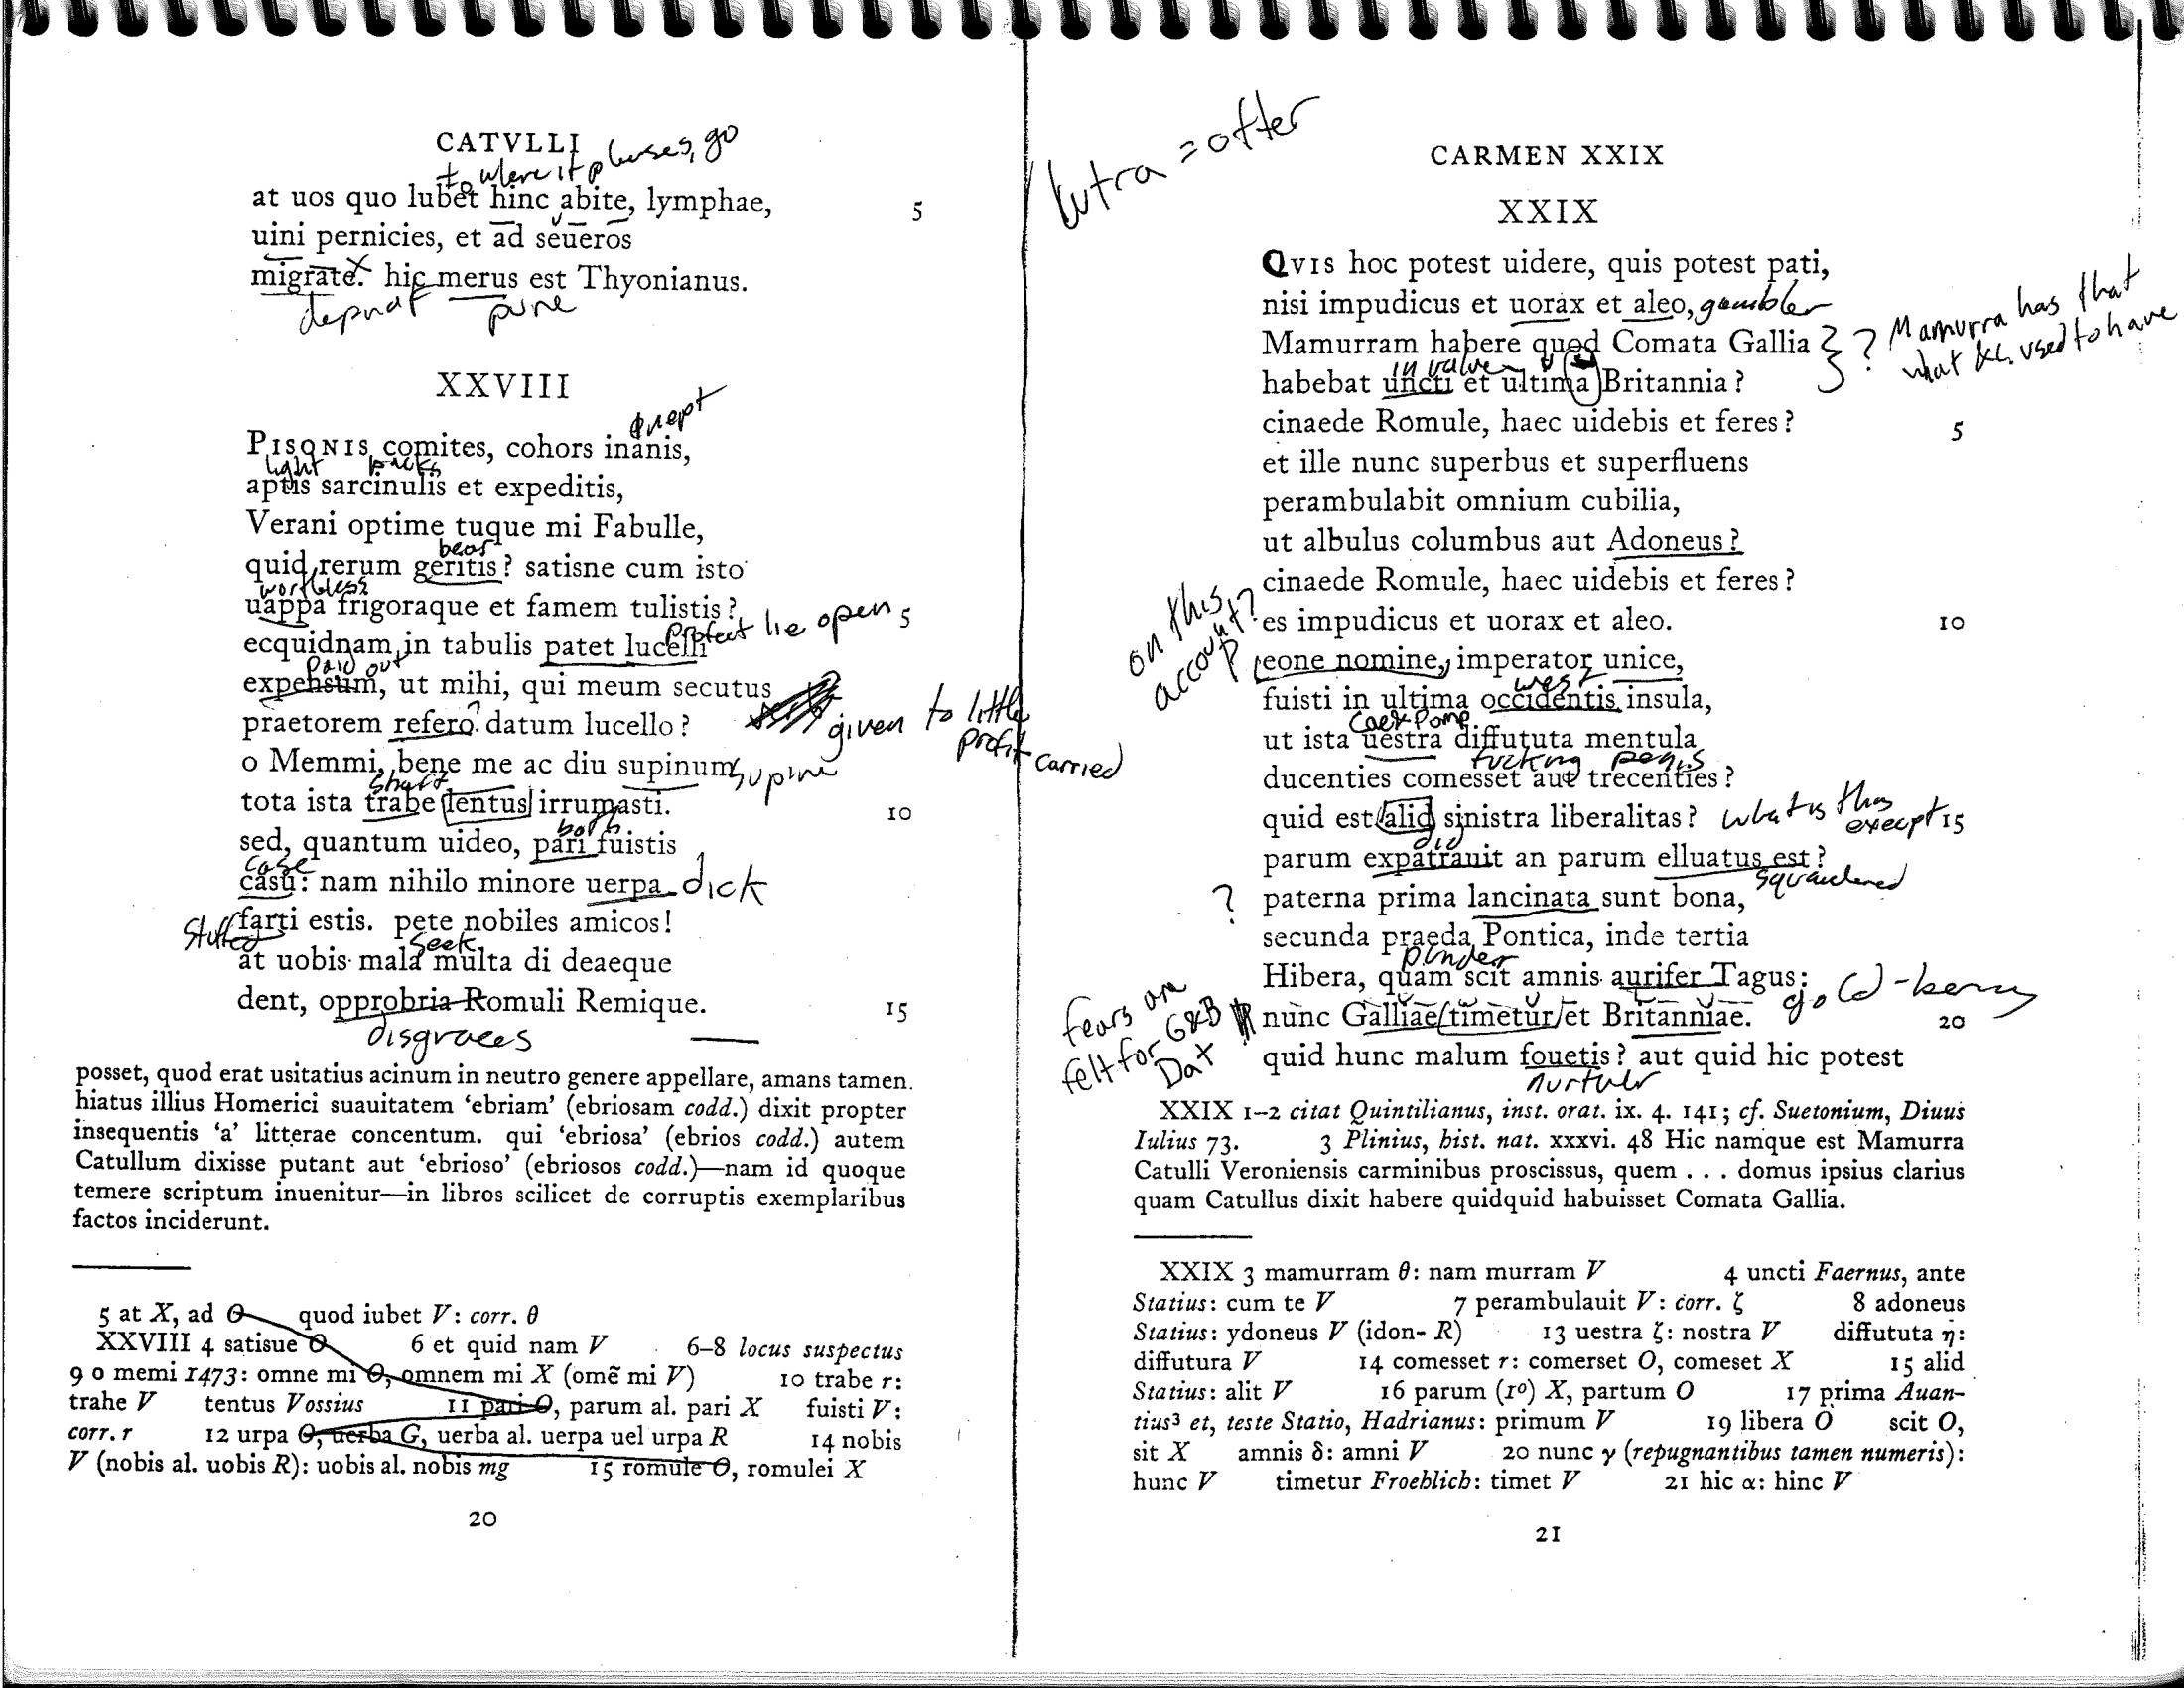 CATVLLI
to where it pleases, go
at uos quo lubet hinc abite, lymphae, 5
uini pernicies, et ad seueros
migrate. hic merus est Thyonianus.
depart pure
XXVIII
PISONIS comites, cohors inanis,
light packs
aptis sarcinulis et expeditis,
Verani optime tuque mi Fabulle,
bear
quid rerum geritis? satisne cum isto
worthless
uappa frigoraque et famem tulistis? 5
lie open
ecquidnam in tabulis patet lucelli
paid out
expensum, ut mihi, qui meum secutus
praetorem refero datum lucello?
given to little profit
carried
o Memmi, bene me ac diu supinum supine
shaft
tota ista trabe lentus irrumasti. 10
both
sed, quantum uideo, pari fuistis
case
casu: nam nihilo minore uerpa dick
stuffed farti estis. pete nobiles amicos!
seek
at uobis mala multa di deaeque
dent, opprobria Romuli Remique. 15
disgraces
posset, quod erat usitatius acinum in neutro genere appellare, amans tamen
hiatus illius Homerici suauitatem ‘ebriam’ (ebriosam codd.) dixit propter
insequentis ‘a’ litterae concentum. qui ‘ebriosa’ (ebrios codd.) autem
Catullum dixisse putant aut ‘ebrioso’ (ebriosos codd.)—nam id quoque
temere scriptum inuenitur—in libros scilicet de corruptis exemplaribus
factos inciderunt.
5 at X, ad O quod iubet V: corr. θ
XXVIII 4 satisue O 6 et quid nam V 6–8 locus suspectus
9 o memi 1473: omne mi O, omnem mi X (omẽ mi V) 10 trabe r:
trahe V tentus Vossius 11 pari O, parum al. pari X fuisti V:
corr. r 12 urpa O, uerba G, uerba al. uerpa uel urpa R 14 nobis
V (nobis al. uobis R): uobis al. nobis mg 15 romule O, romulei X
20
lutra = otter
CARMEN XXIX
XXIX
QVIS hoc potest uidere, quis potest pati,
nisi impudicus et uorax et aleo, gambler
Mamurram habere quod Comata Gallia
? Mamurra has that
what used to have
habebat uncti et ultima Britannia?
cinaede Romule, haec uidebis et feres? 5
et ille nunc superbus et superfluens
perambulabit omnium cubilia,
ut albulus columbus aut Adoneus?
cinaede Romule, haec uidebis et feres?
es impudicus et uorax et aleo. 10
on this
account?
eone nomine, imperator unice,
west
fuisti in ultima occidentis insula,
Cae & Pomp
ut ista uestra diffututa mentula
fucking penis
ducenties comesset aut trecenties?
quid est alid sinistra liberalitas? what is this except 15
did
parum expatrauit an parum elluatus est?
squandered
? paterna prima lancinata sunt bona,
secunda praeda Pontica, inde tertia
Hibera, quam scit amnis aurifer Tagus:
fears are
felt for G&B
Dat
nunc Galliae timetur et Britanniae. 20
quid hunc malum fouetis? aut quid hic potest
XXIX 1–2 citat Quintilianus, inst. orat. ix. 4. 141; cf. Suetonium, Diuus
Iulius 73. 3 Plinius, hist. nat. xxxvi. 48 Hic namque est Mamurra
Catulli Veroniensis carminibus proscissus, quem . . . domus ipsius clarius
quam Catullus dixit habere quidquid habuisset Comata Gallia.
XXIX 3 mamurram θ: nam murram V 4 uncti Faernus, ante
Statius: cum te V 7 perambulauit V: corr. ζ 8 adoneus
Statius: ydoneus V (idon- R) 13 uestra ζ: nostra V diffututa η:
diffutura V 14 comesset r: comerset O, comeset X 15 alid
Statius: alit V 16 parum (1º) X, partum O 17 prima Auan-
tius³ et, teste Statio, Hadrianus: primum V 19 libera O scit O,
sit X amnis δ: amni V 20 nunc γ (repugnantibus tamen numeris):
hunc V timetur Froehlich: timet V 21 hic α: hinc V
21